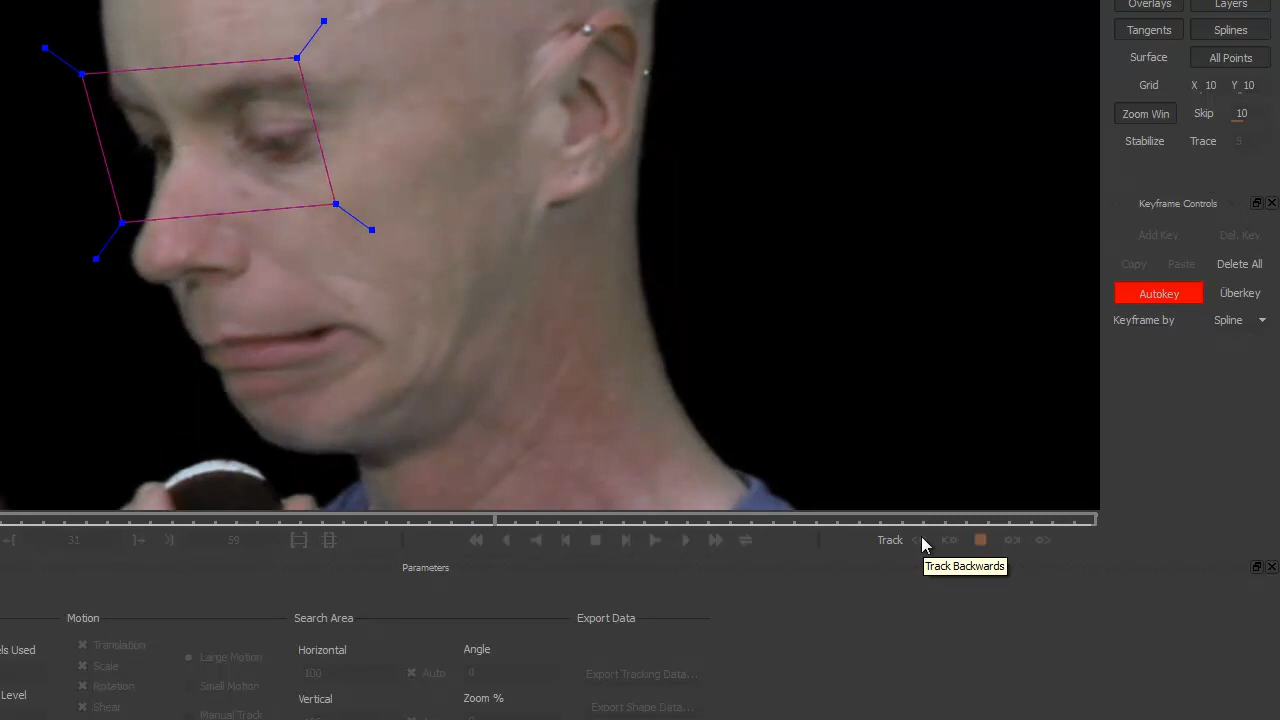 Overlays Layers
Tangents Splines
Surface All Points
Grid X 10 Y 10
Zoom Win Skip 10
Stabilize Trace 5
Keyframe Controls
Add Key Del. Key
Copy Paste Delete All
Autokey Überkey
Keyframe by Spline
31 59 Track
Track Backwards
Parameters
Motion Search Area Export Data
els Used Translation Large Motion Horizontal Angle
Scale 100 Auto 0 Export Tracking Data...
Level Rotation Small Motion Vertical Zoom %
Shear Manual Track Export Shape Data...